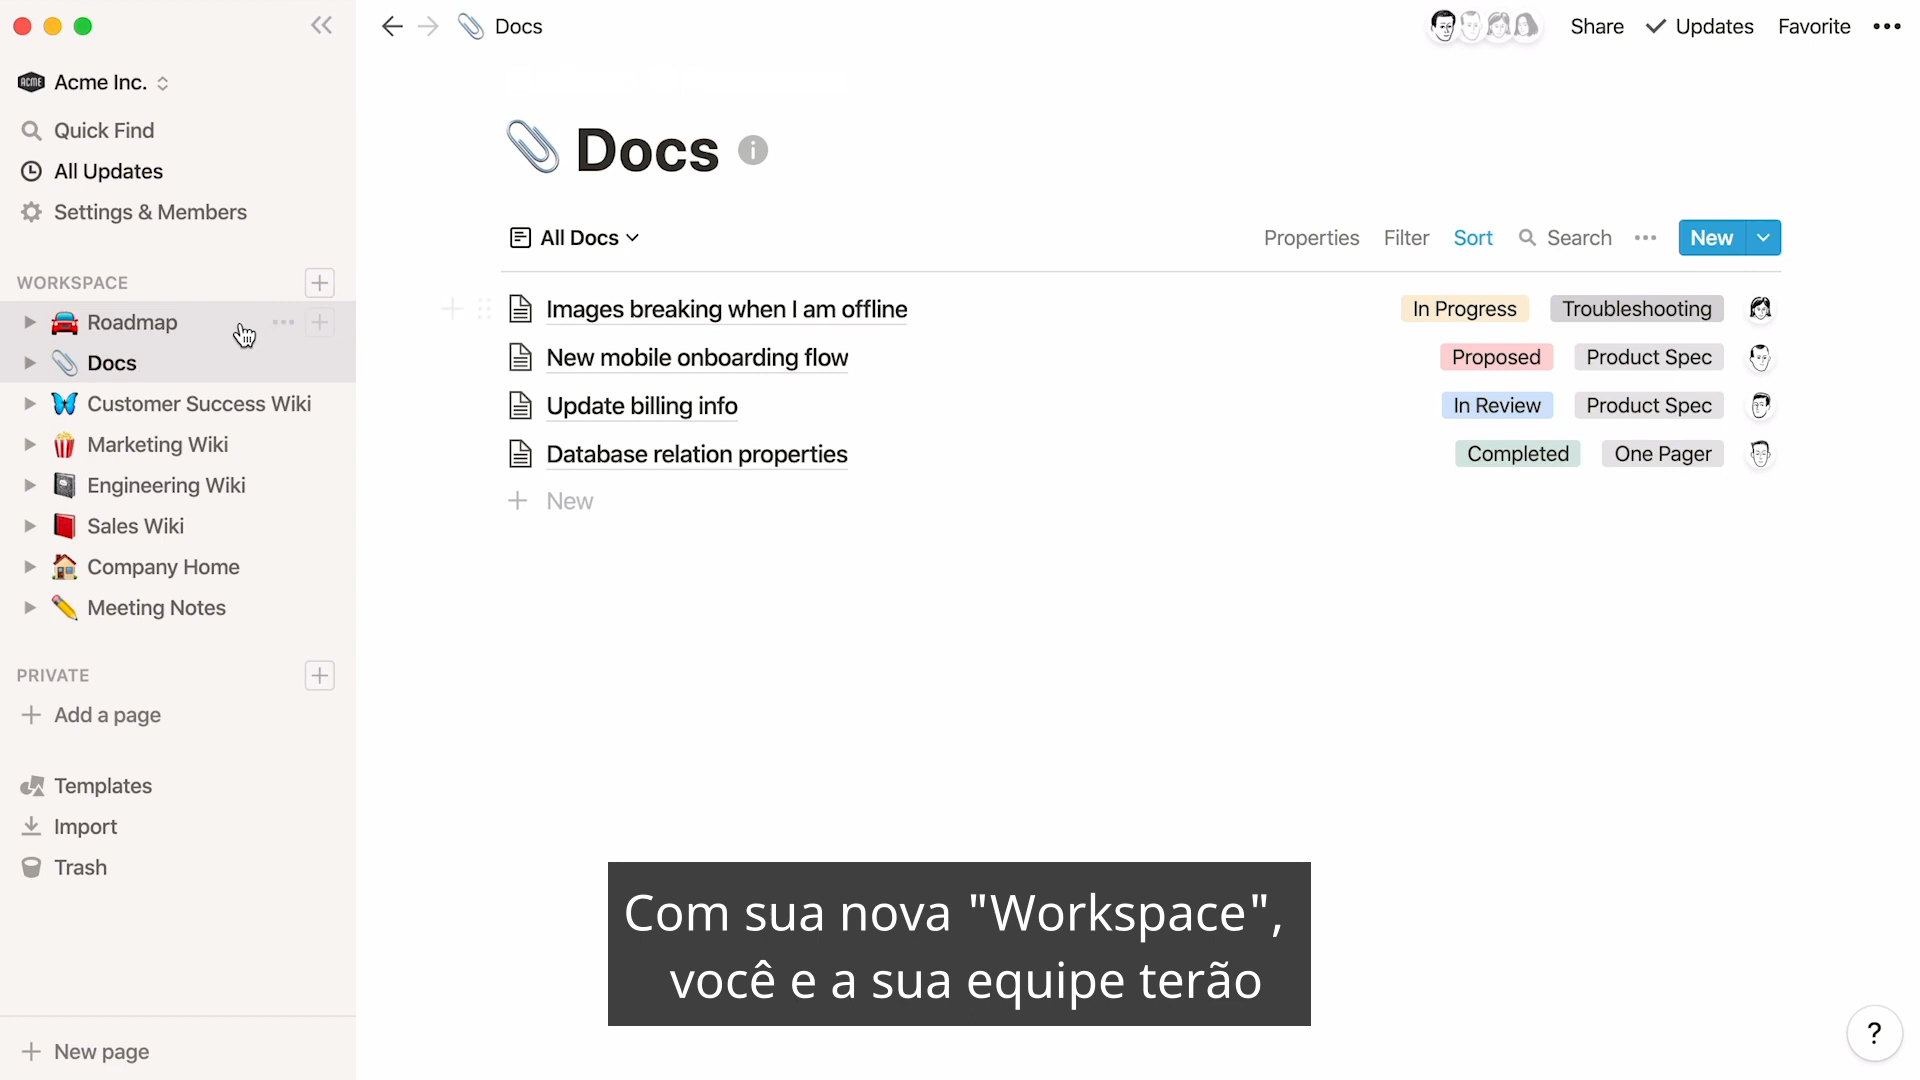 Docs
Share
Updates
Favorite
ACME
Acme Inc.
Quick Find
All Updates
Settings & Members
WORKSPACE
Roadmap
Docs
Customer Success Wiki
Marketing Wiki
Engineering Wiki
Sales Wiki
Company Home
Meeting Notes
PRIVATE
Add a page
Templates
Import
Trash
New page
Docs
All Docs
Properties Filter Sort Search New
Images breaking when I am offline In Progress Troubleshooting
New mobile onboarding flow Proposed Product Spec
Update billing info In Review Product Spec
Database relation properties Completed One Pager
New
Com sua nova "Workspace",
você e a sua equipe terão
?